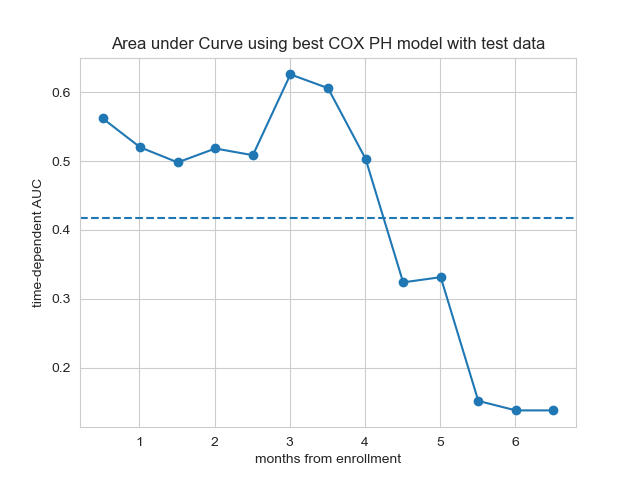 Area under Curve using best COX PH model with test data
time-dependent AUC
0.6
0.5
0.4
0.3
0.2
1 2 3 4 5 6
months from enrollment